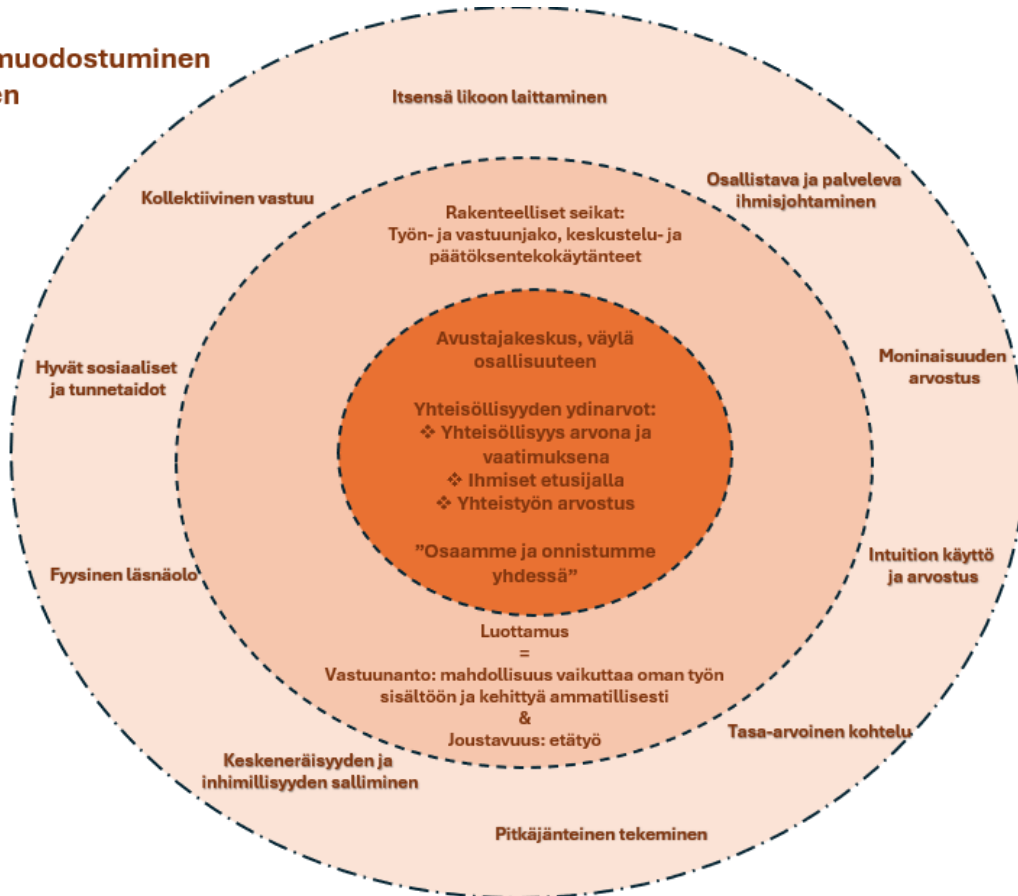 muodostuminen
en
Itsensä likoon laittaminen
Kollektiivinen vastuu
Osallistava ja palveleva
ihmisjohtaminen
Rakenteelliset seikat:
Työn- ja vastuunjako, keskustelu- ja
päätöksentekokäytänteet
Avustajakeskus, väylä
osallisuuteen
Hyvät sosiaaliset
ja tunnetaidot
Moninaisuuden
arvostus
Yhteisöllisyyden ydinarvot:
❖ Yhteisöllisyys arvona ja
vaatimuksena
❖ Ihmiset etusijalla
❖ Yhteistyön arvostus
”Osaamme ja onnistumme
yhdessä”
Fyysinen läsnäolo
Intuition käyttö
ja arvostus
Luottamus
=
Vastuunanto: mahdollisuus vaikuttaa oman työn
sisältöön ja kehittyä ammatillisesti
&
Joustavuus: etätyö
Tasa-arvoinen kohtelu
Keskeneräisyyden ja
inhimillisyyden salliminen
Pitkäjänteinen tekeminen